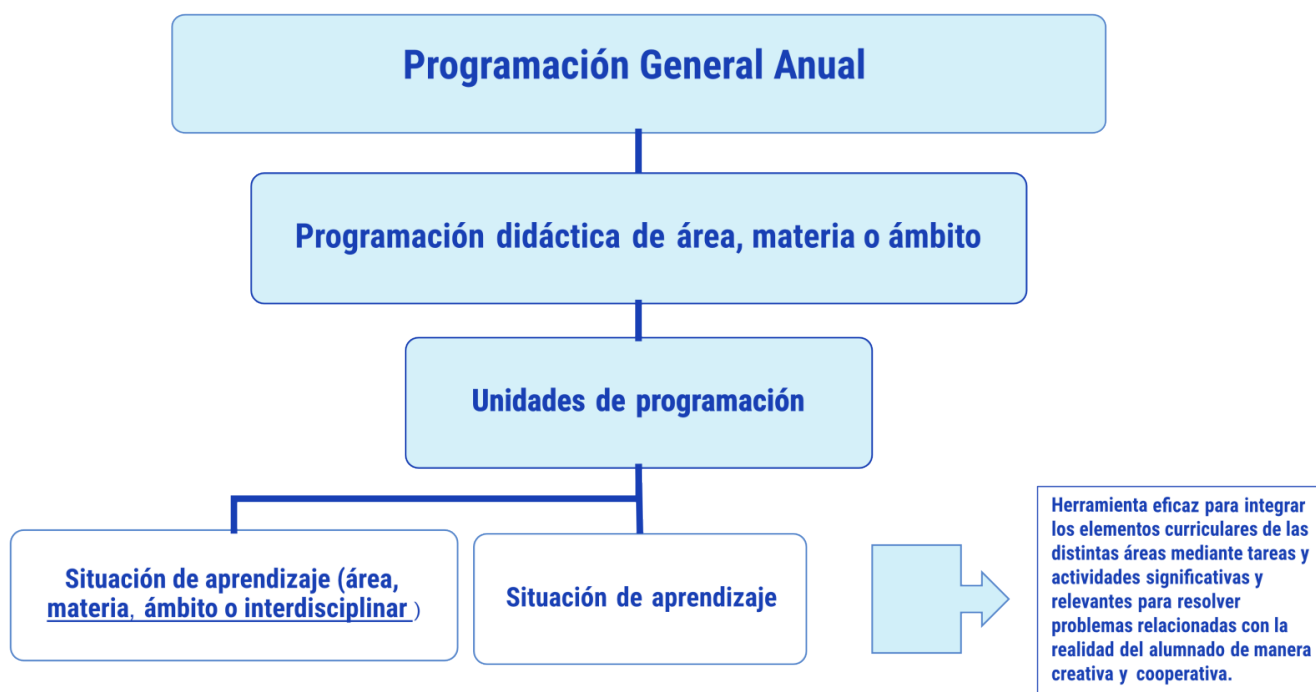 Programación General Anual
Programación didáctica de área, materia o ámbito
Unidades de programación
Situación de aprendizaje (área,
materia, ámbito o interdisciplinar )
Situación de aprendizaje
Herramienta eficaz para integrar
los elementos curriculares de las
distintas áreas mediante tareas y
actividades significativas y
relevantes para resolver
problemas relacionadas con la
realidad del alumnado de manera
creativa y cooperativa.